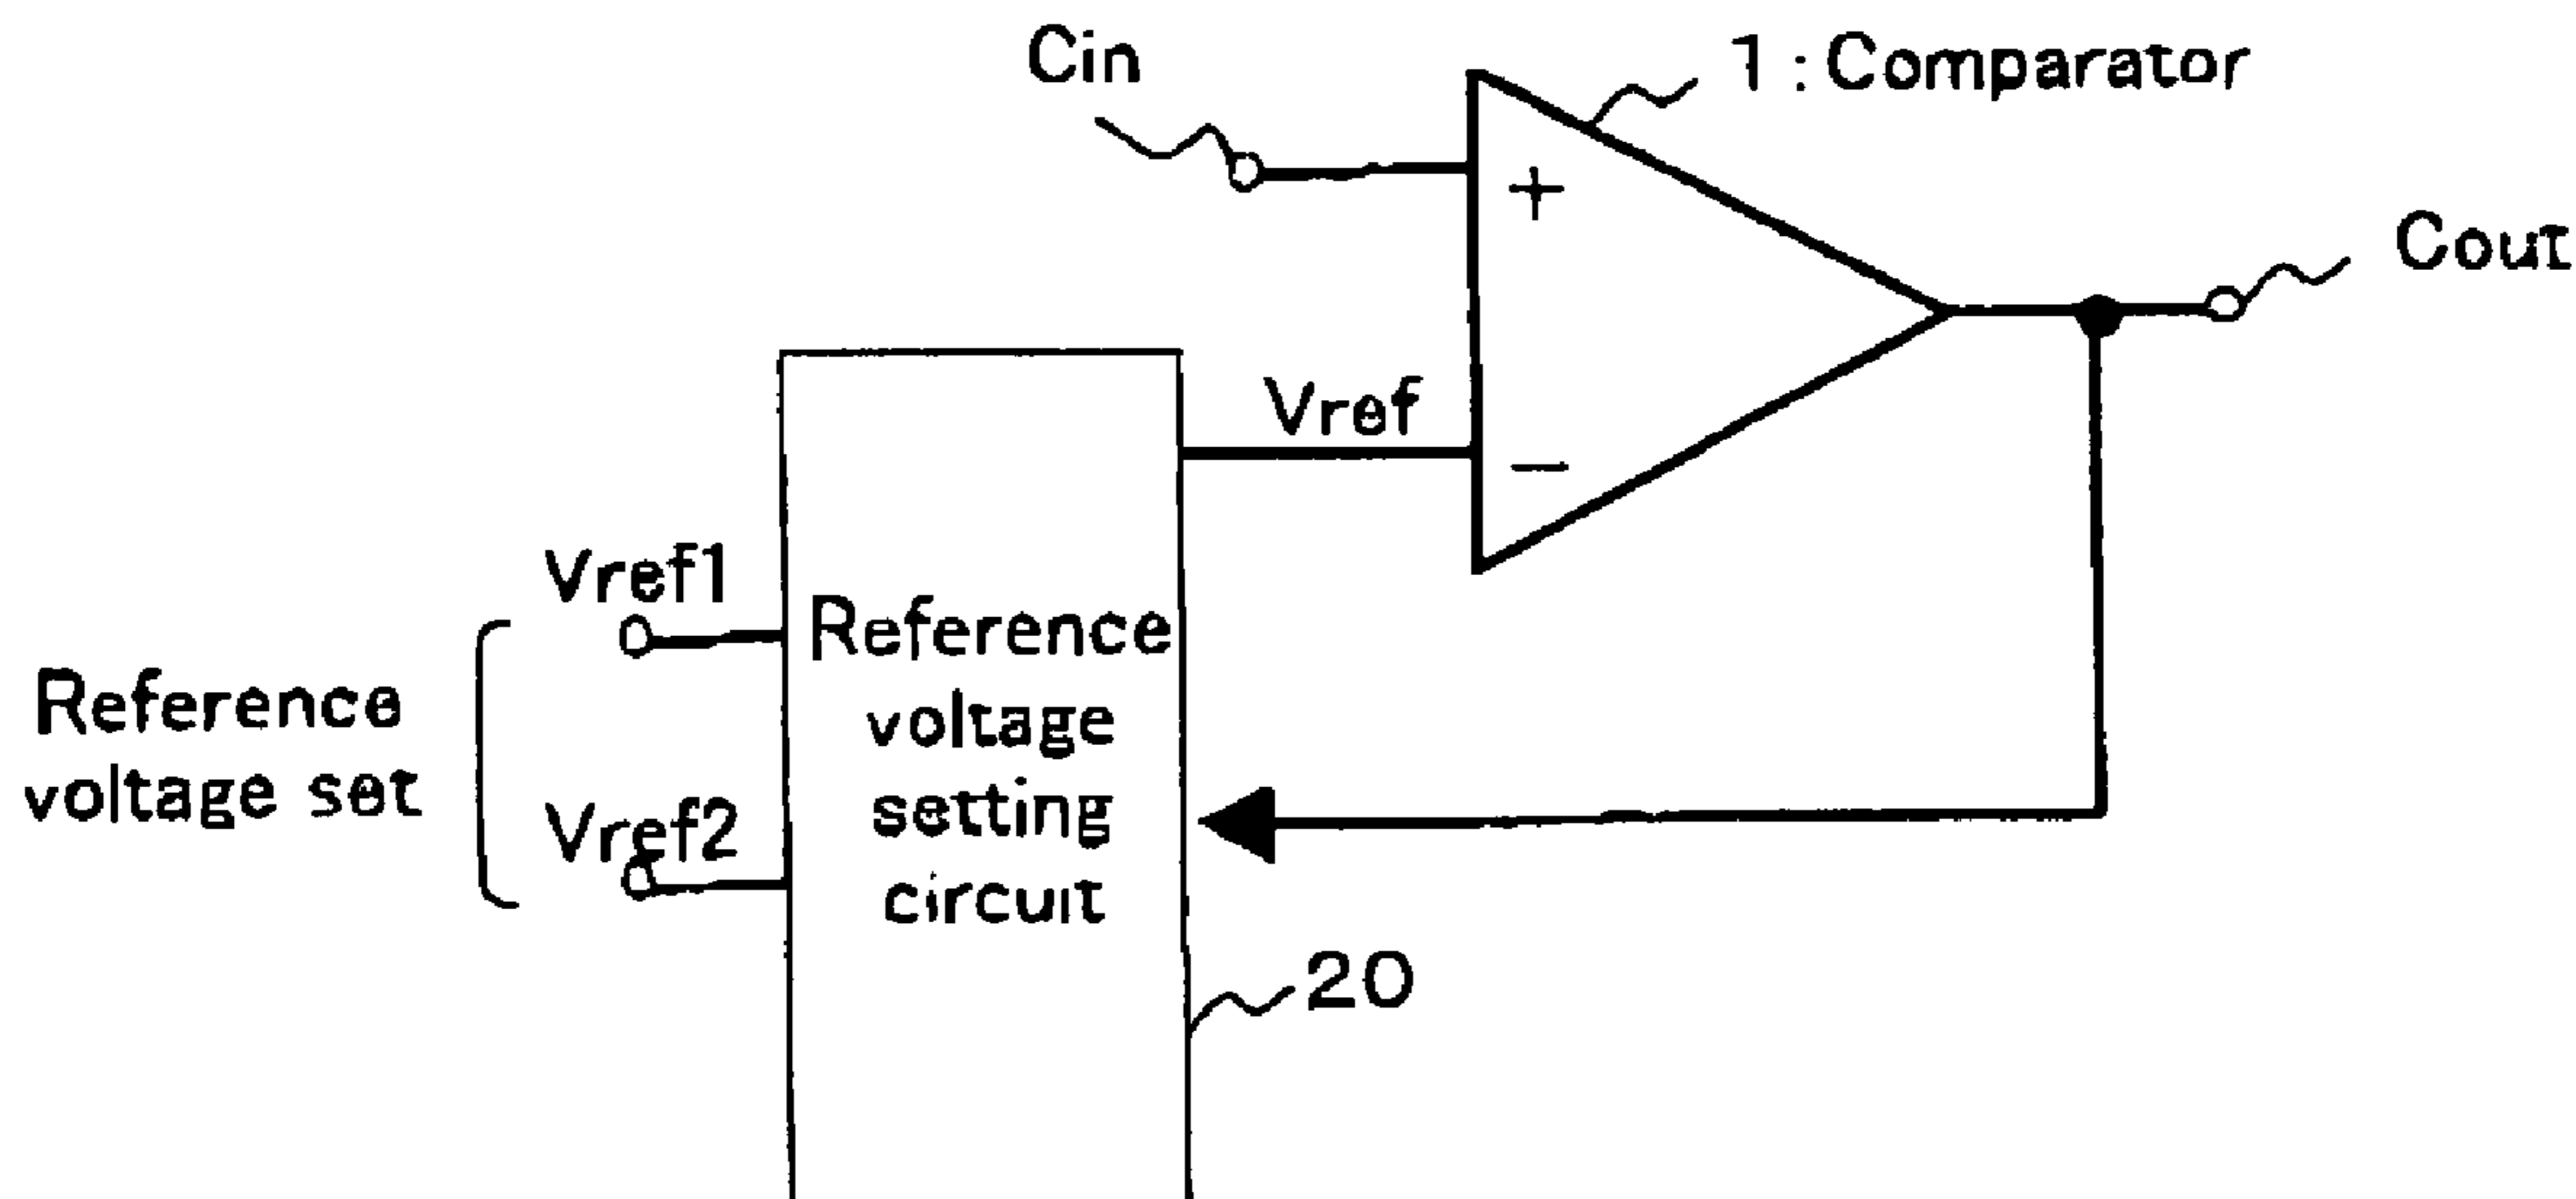 Cin
1 : Comparator
+
Cout
Vref
−
Vref1
Reference
voltage
setting
circuit
Reference
voltage set
Vref2
20